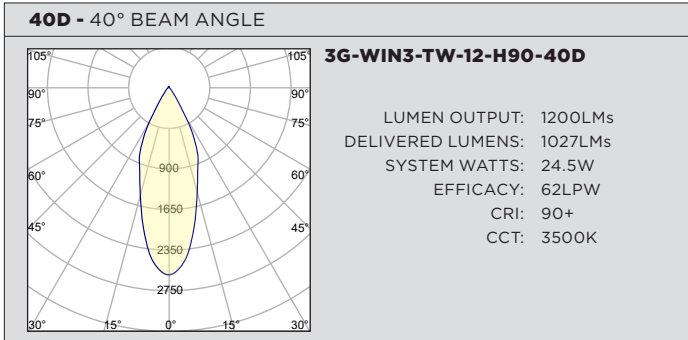 40D - 40° BEAM ANGLE
3G-WIN3-TW-12-H90-40D
LUMEN OUTPUT: 1200LMs
DELIVERED LUMENS: 1027LMs
SYSTEM WATTS: 24.5W
EFFICACY: 62LPW
CRI: 90+
CCT: 3500K
105° 105°
90° 90°
75° 75°
60° 60°
45° 45°
900
1650
2350
2750
30° 15° 0° 15° 30°